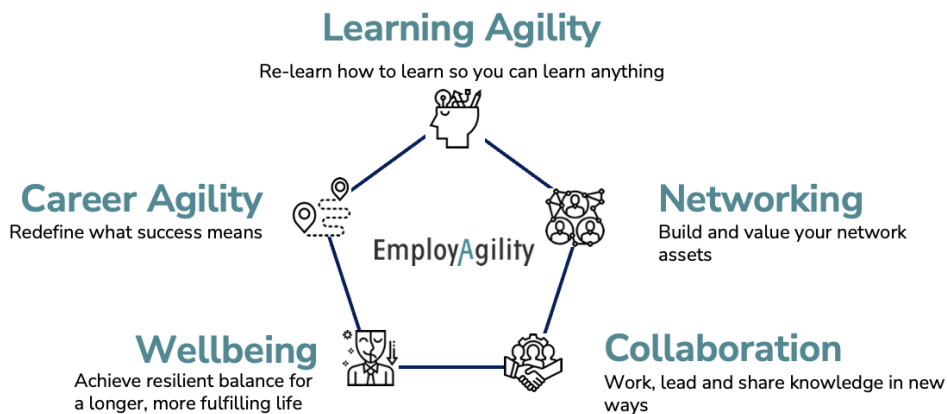 Learning Agility
Re-learn how to learn so you can learn anything
Career Agility
Redefine what success means
Networking
Build and value your network
assets
EmployAgility
Wellbeing
Achieve resilient balance for
a longer, more fulfilling life
Collaboration
Work, lead and share knowledge in new
ways